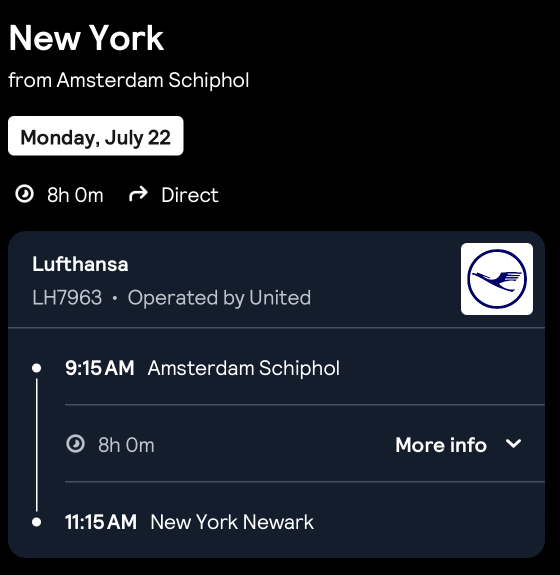 New York
from Amsterdam Schiphol
Monday, July 22
8h 0m Direct
Lufthansa
LH7963 • Operated by United
9:15 AM Amsterdam Schiphol
8h 0m More info
11:15 AM New York Newark